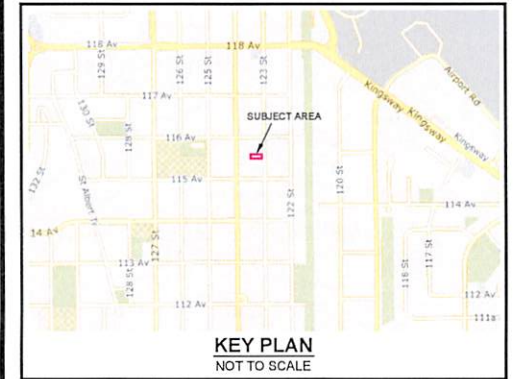 118 Av
118 Av
129 St
126 St
125 St
123 St
Airport Rd
Kingsway
Kingsway
Kingsway
117 Av
130 St
128 St
116 Av
SUBJECT AREA
132 St
St. Albert Tr
115 Av
122 St
120 St
114 Av
14 Av
127 St
113 Av
128 St
116 St
117 St
112 Av
112 Av
111a
KEY PLAN
NOT TO SCALE